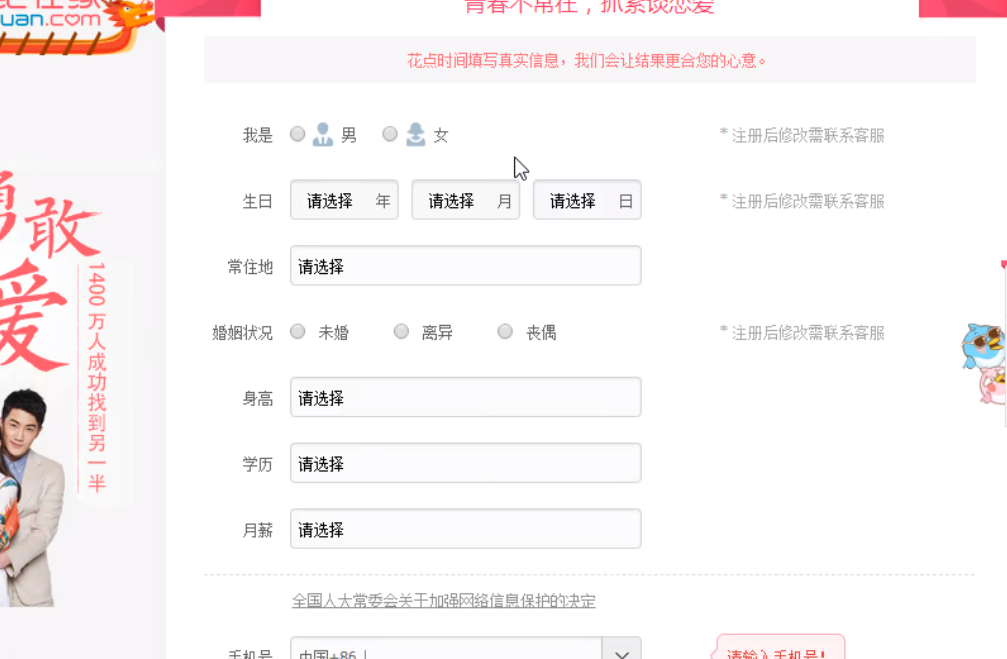 uan.com
青春不常在，抓紧谈恋爱
花点时间填写真实信息，我们会让结果更合您的心意。
我是 男 女 * 注册后修改需联系客服
生日 请选择 年 请选择 月 请选择 日 * 注册后修改需联系客服
常住地 请选择
婚姻状况 未婚 离异 丧偶 * 注册后修改需联系客服
身高 请选择
学历 请选择
月薪 请选择
全国人大常委会关于加强网络信息保护的决定
手机号 中国+86 | 请输入手机号!
勇敢
爱
1400 万人成功找到另一半